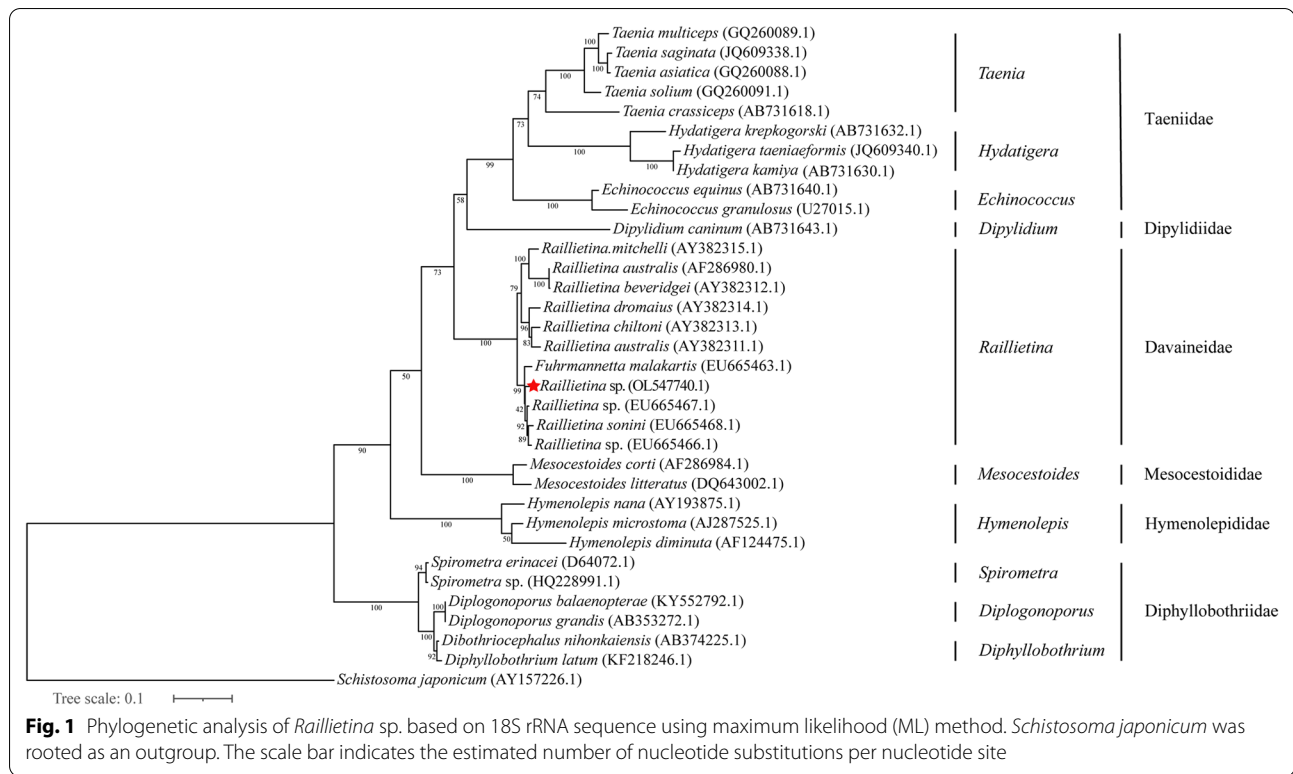 Taenia multiceps (GQ260089.1)
100
Taenia saginata (JQ609338.1)
100
Taenia asiatica (GQ260088.1)
Taenia
100
Taenia solium (GQ260091.1)
74
Taenia crassiceps (AB731618.1)
Taeniidae
73
Hydatigera krepkogorski (AB731632.1)
100
Hydatigera taeniaeformis (JQ609340.1)
Hydatigera
99
100
Hydatigera kamiya (AB731630.1)
Echinococcus equinus (AB731640.1)
Echinococcus
58
100
Echinococcus granulosus (U27015.1)
Dipylidium caninum (AB731643.1)
Dipylidium
Dipylidiidae
Raillietina.mitchelli (AY382315.1)
100
73
Raillietina australis (AF286980.1)
100
Raillietina beveridgei (AY382312.1)
79
Raillietina dromaius (AY382314.1)
96
Raillietina chiltoni (AY382313.1)
100
83
Raillietina australis (AY382311.1)
Raillietina
Davaineidae
Fuhrmannetta malakartis (EU665463.1)
50
99
Raillietina sp. (OL547740.1)
42
Raillietina sp. (EU665467.1)
92
Raillietina sonini (EU665468.1)
89
Raillietina sp. (EU665466.1)
90
Mesocestoides corti (AF286984.1)
100
Mesocestoides
Mesocestoididae
Mesocestoides litteratus (DQ643002.1)
Hymenolepis nana (AY193875.1)
100
Hymenolepis microstoma (AJ287525.1)
Hymenolepis
Hymenolepididae
50
Hymenolepis diminuta (AF124475.1)
Spirometra erinacei (D64072.1)
94
Spirometra
Spirometra sp. (HQ228991.1)
100
Diplogonoporus balaenopterae (KY552792.1)
100
Diplogonoporus
Diphyllobothriidae
Diplogonoporus grandis (AB353272.1)
100
Dibothriocephalus nihonkaiensis (AB374225.1)
92
Diphyllobothrium
Diphyllobothrium latum (KF218246.1)
Schistosoma japonicum (AY157226.1)
Tree scale: 0.1
Fig. 1 Phylogenetic analysis of Raillietina sp. based on 18S rRNA sequence using maximum likelihood (ML) method. Schistosoma japonicum was
rooted as an outgroup. The scale bar indicates the estimated number of nucleotide substitutions per nucleotide site